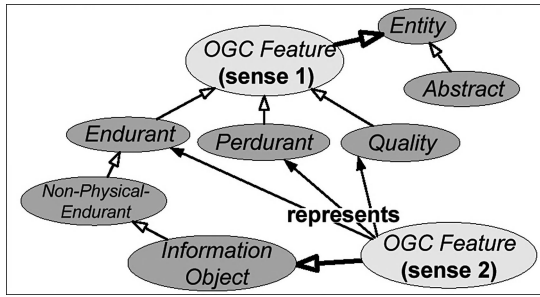 Entity
OGC Feature
(sense 1)
Abstract
Endurant
Perdurant
Quality
Non-Physical-
Endurant
represents
OGC Feature
(sense 2)
Information
Object